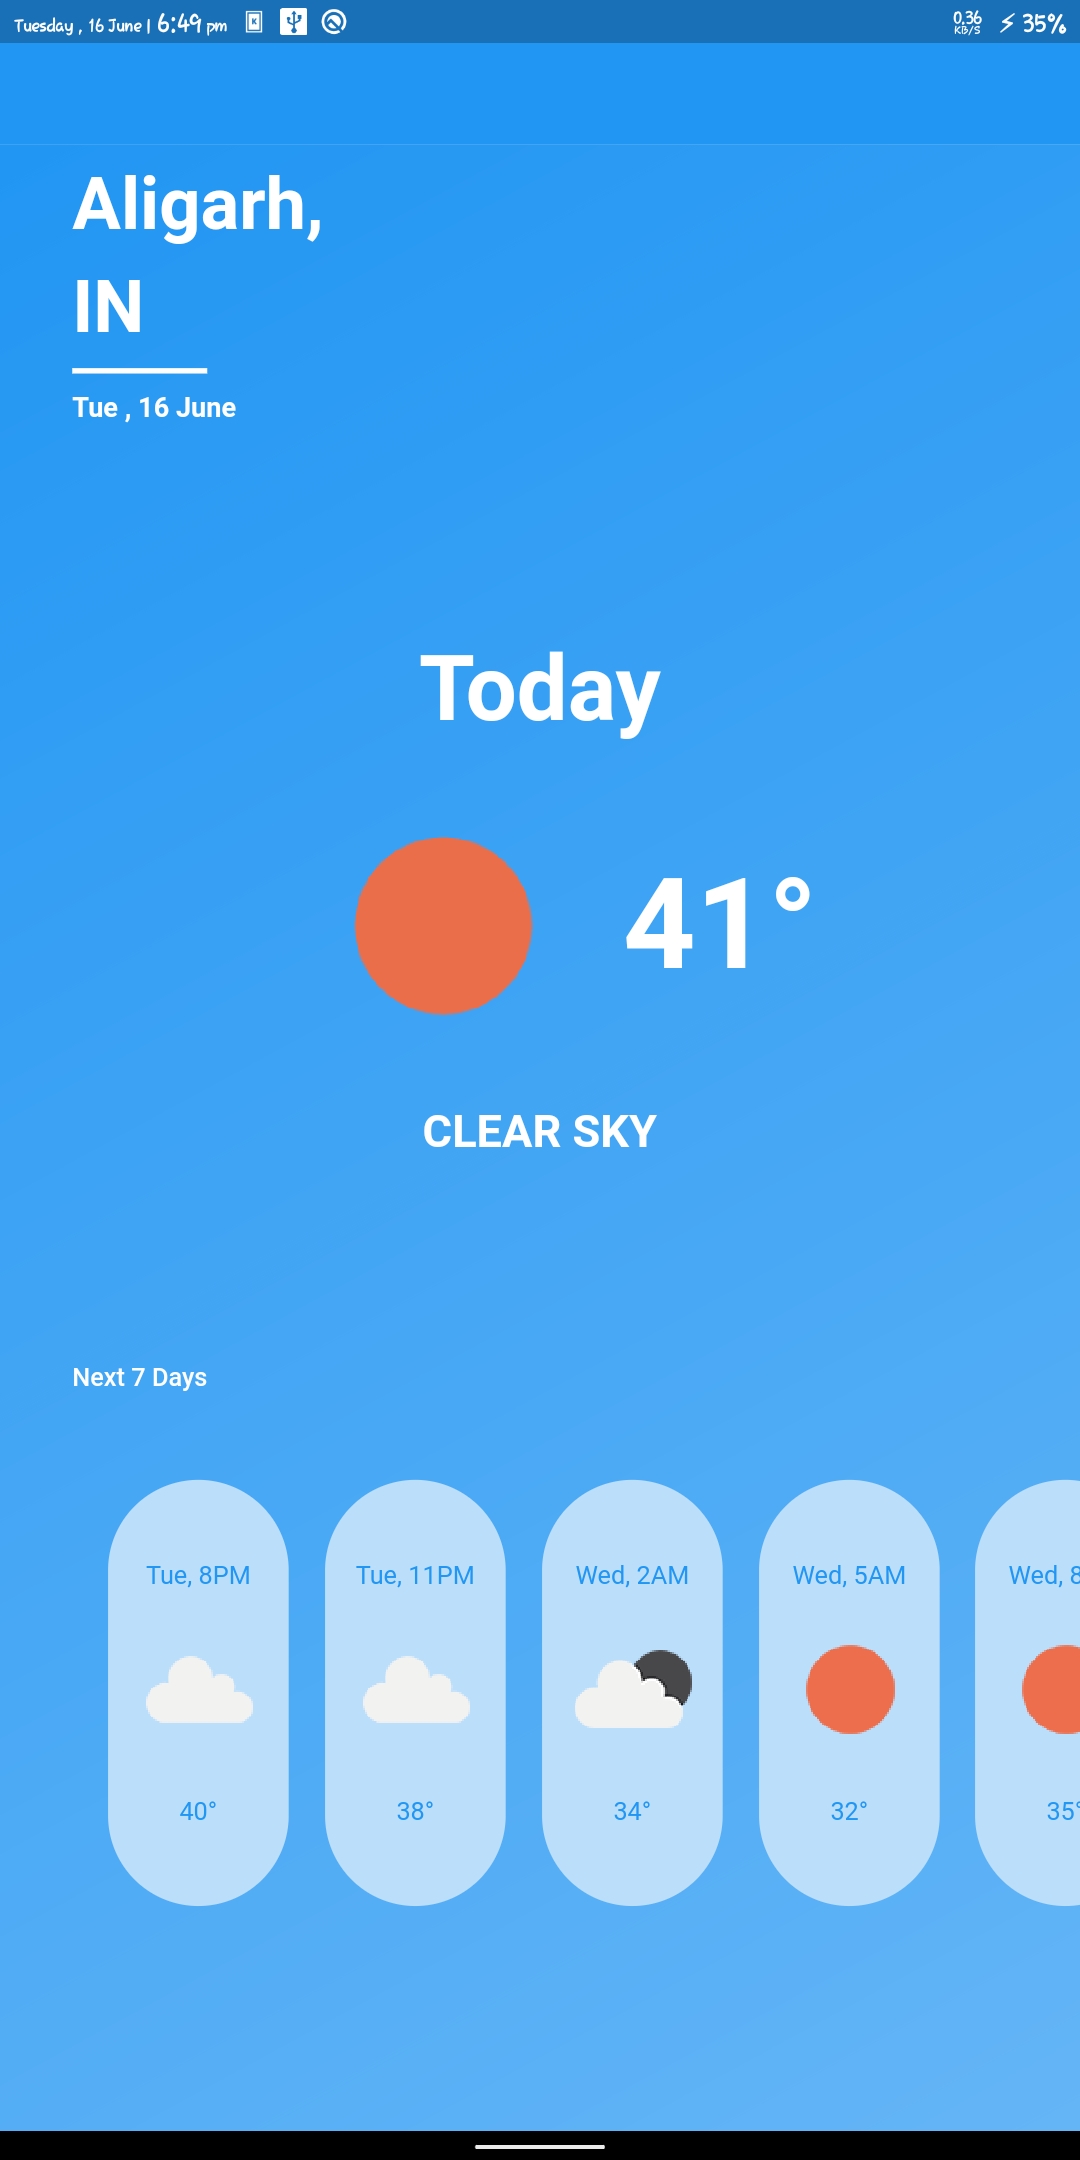 Tuesday , 16 June | 6:49 pm
0.36
KB/S
35%
Aligarh,
IN
Tue , 16 June
Today
41°
CLEAR SKY
Next 7 Days
Tue, 8PM
Tue, 11PM
Wed, 2AM
Wed, 5AM
Wed, 8
40°
38°
34°
32°
35°